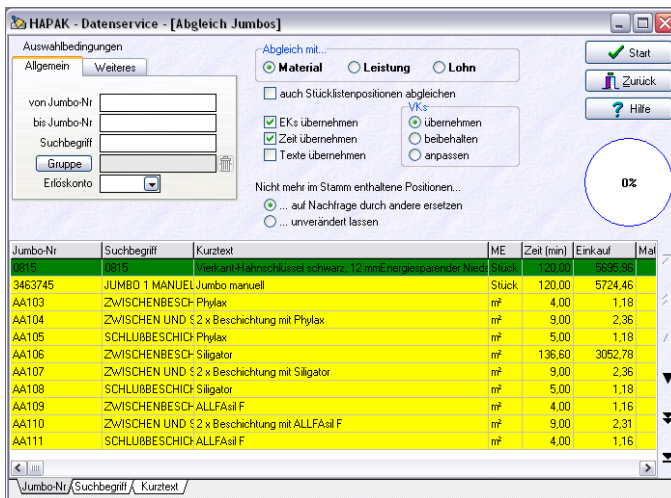 HAPAK - Datenservice - [Abgleich Jumbos]
Auswahlbedingungen
Allgemein Weiteres
von Jumbo-Nr
bis Jumbo-Nr
Suchbegriff
Gruppe
Erlöskonto
Abgleich mit...
Material Leistung Lohn
auch Stücklistenpositionen abgleichen
EKs übernehmen
Zeit übernehmen
Texte übernehmen
VKs
übernehmen
beibehalten
anpassen
Nicht mehr im Stamm enthaltene Positionen...
... auf Nachfrage durch andere ersetzen
... unverändert lassen
Start
Zurück
Hilfe
0%
Jumbo-Nr Suchbegriff Kurztext ME Zeit (min) Einkauf Mal
0815 0815 Vierkant-Hahnschlüssel schwarz, 12 mmEnergiesparender Niede Stück 120,00 5695,96
3463745 JUMBO 1 MANUEL Jumbo manuell Stück 120,00 5724,46
AA103 ZWISCHENBESCH Phylax m² 4,00 1,18
AA104 ZWISCHEN UND S 2 x Beschichtung mit Phylax m² 9,00 2,36
AA105 SCHLUßBESCHICH Phylax m² 5,00 1,18
AA106 ZWISCHENBESCH Siligator m² 136,60 3052,78
AA107 ZWISCHEN UND S 2 x Beschichtung mit Siligator m² 9,00 2,36
AA108 SCHLUßBESCHICH Siligator m² 5,00 1,18
AA109 ZWISCHENBESCH ALLFAsil F m² 4,00 1,16
AA110 ZWISCHEN UND S 2 x Beschichtung mit ALLFAsil F m² 9,00 2,31
AA111 SCHLUßBESCHICH ALLFAsil F m² 4,00 1,16
Jumbo-Nr Suchbegriff Kurztext